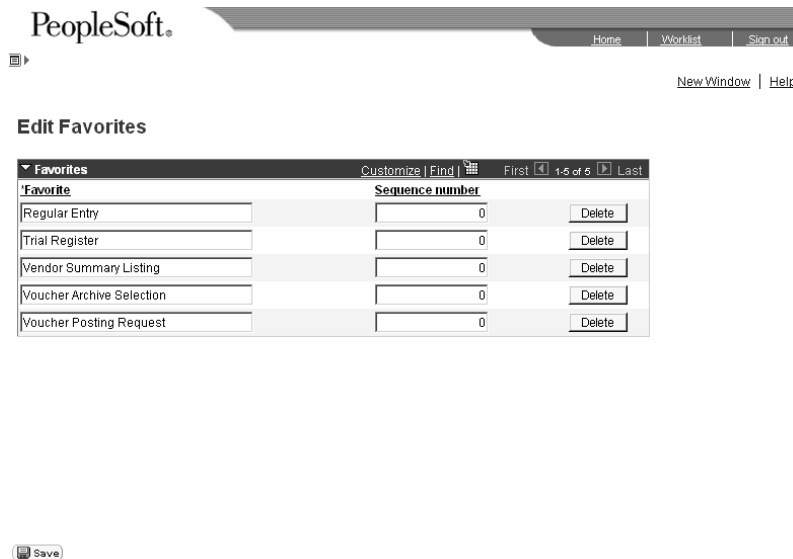 PeopleSoft®
Home Worklist Sign out
New Window | Help
Edit Favorites
Favorites Customize | Find | First 1-5 of 5 Last
*Favorite Sequence number
Regular Entry 0 Delete
Trial Register 0 Delete
Vendor Summary Listing 0 Delete
Voucher Archive Selection 0 Delete
Voucher Posting Request 0 Delete
Save